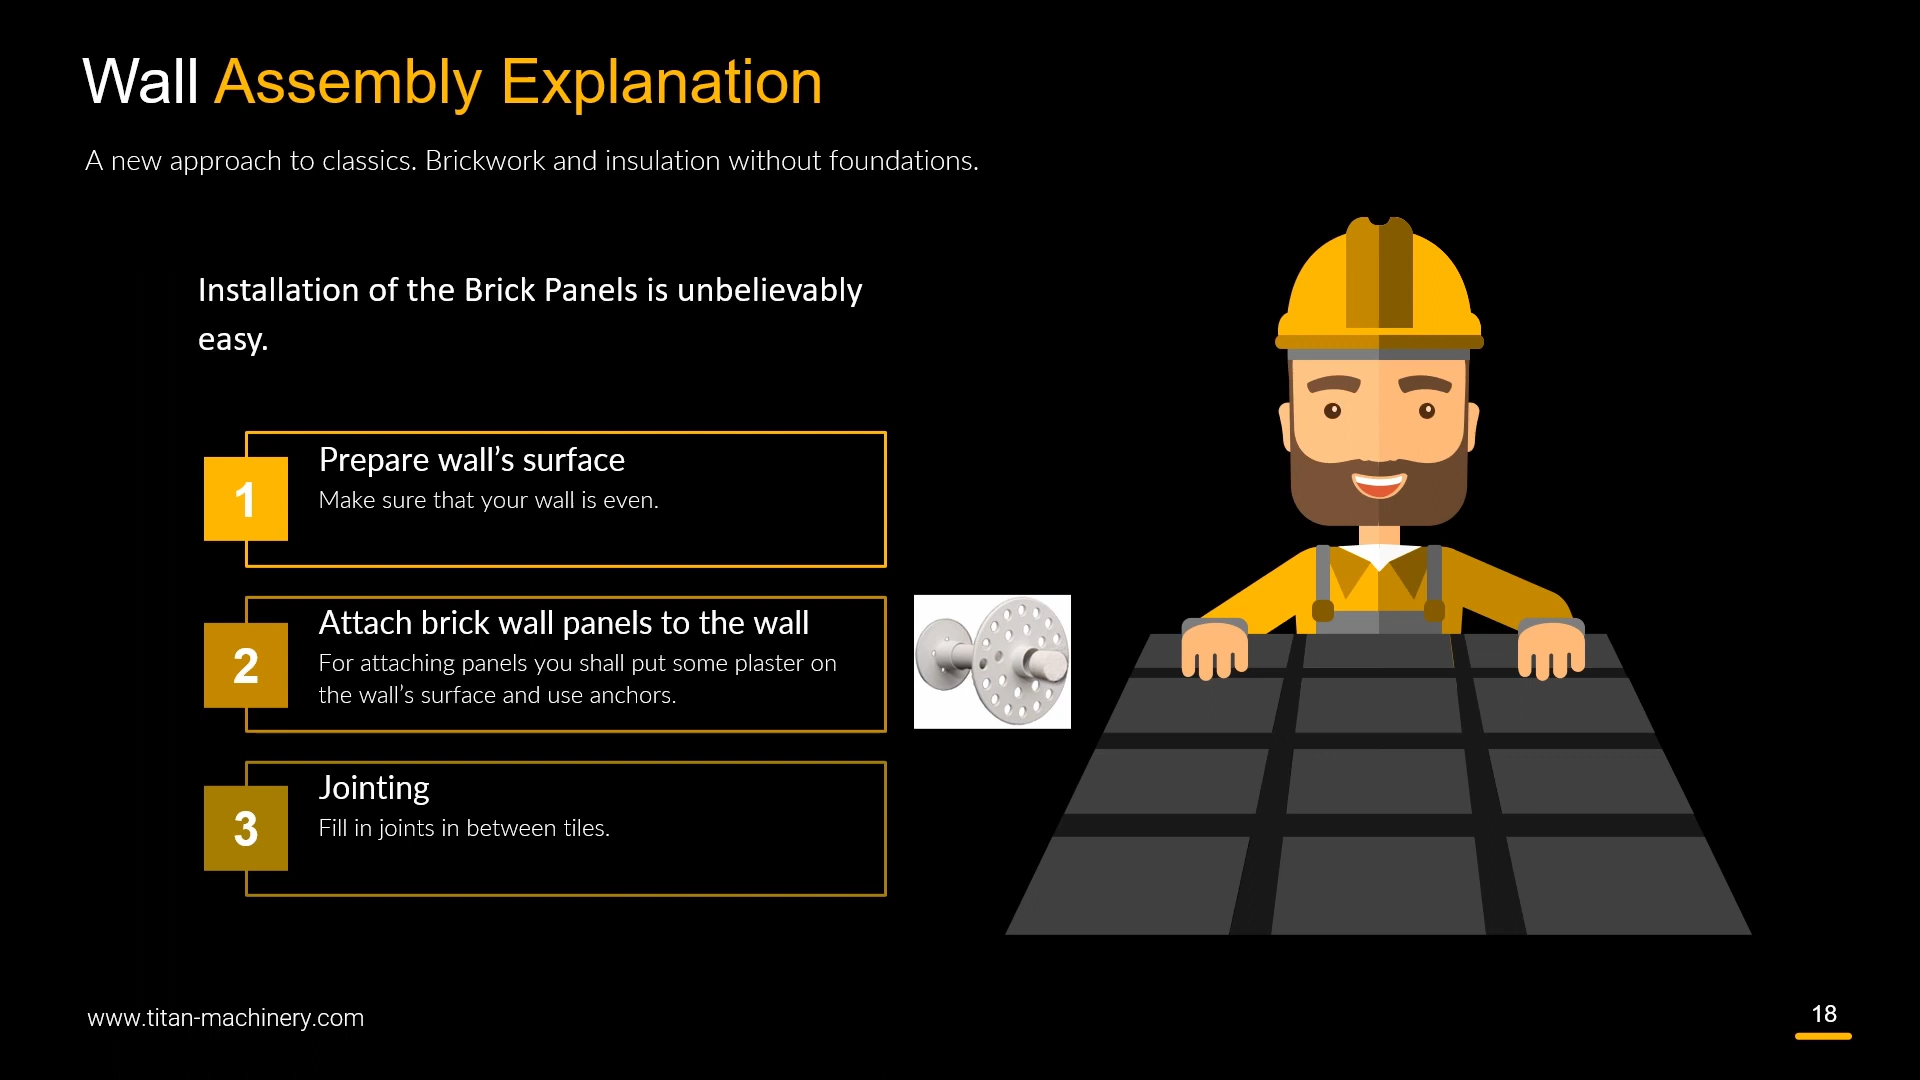 Wall Assembly Explanation
A new approach to classics. Brickwork and insulation without foundations.
Installation of the Brick Panels is unbelievably
easy.
1
Prepare wall’s surface
Make sure that your wall is even.
2
Attach brick wall panels to the wall
For attaching panels you shall put some plaster on
the wall’s surface and use anchors.
3
Jointing
Fill in joints in between tiles.
www.titan-machinery.com
18